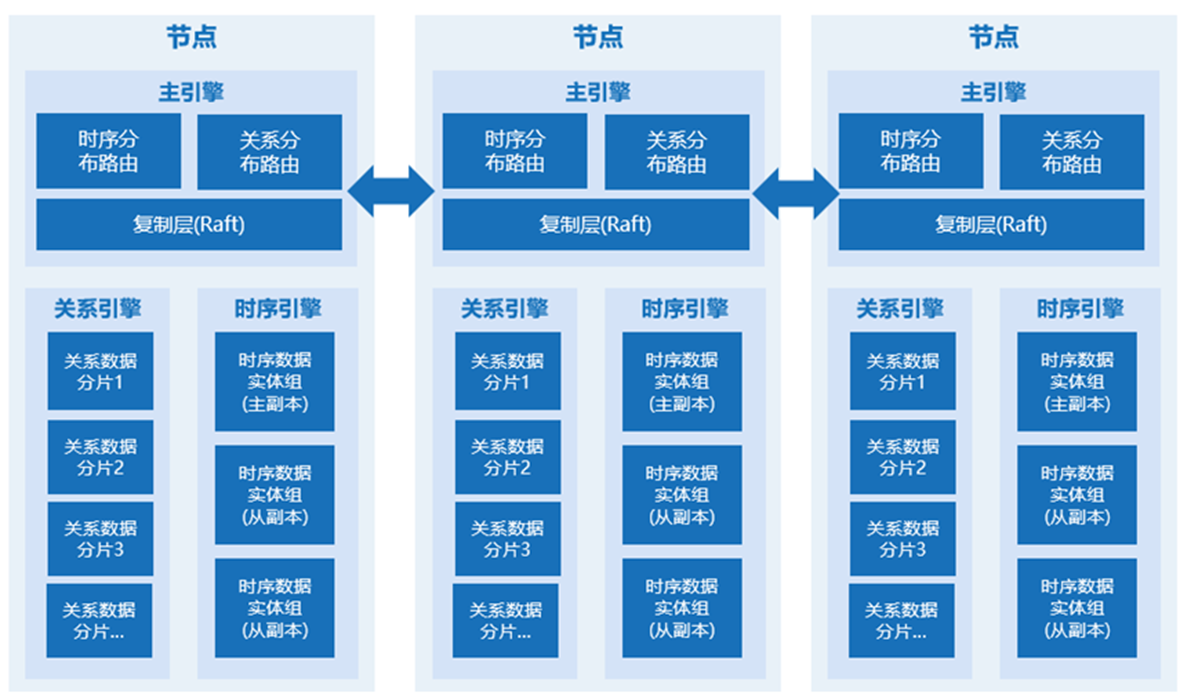 节点
主引擎
时序分
布路由
关系分
布路由
复制层(Raft)
关系引擎
关系数据
分片1
关系数据
分片2
关系数据
分片3
关系数据
分片...
时序引擎
时序数据
实体组
(主副本)
时序数据
实体组
(从副本)
时序数据
实体组
(从副本)
节点
主引擎
时序分
布路由
关系分
布路由
复制层(Raft)
关系引擎
关系数据
分片1
关系数据
分片2
关系数据
分片3
关系数据
分片...
时序引擎
时序数据
实体组
(主副本)
时序数据
实体组
(从副本)
时序数据
实体组
(从副本)
节点
主引擎
时序分
布路由
关系分
布路由
复制层(Raft)
关系引擎
关系数据
分片1
关系数据
分片2
关系数据
分片3
关系数据
分片...
时序引擎
时序数据
实体组
(主副本)
时序数据
实体组
(从副本)
时序数据
实体组
(从副本)